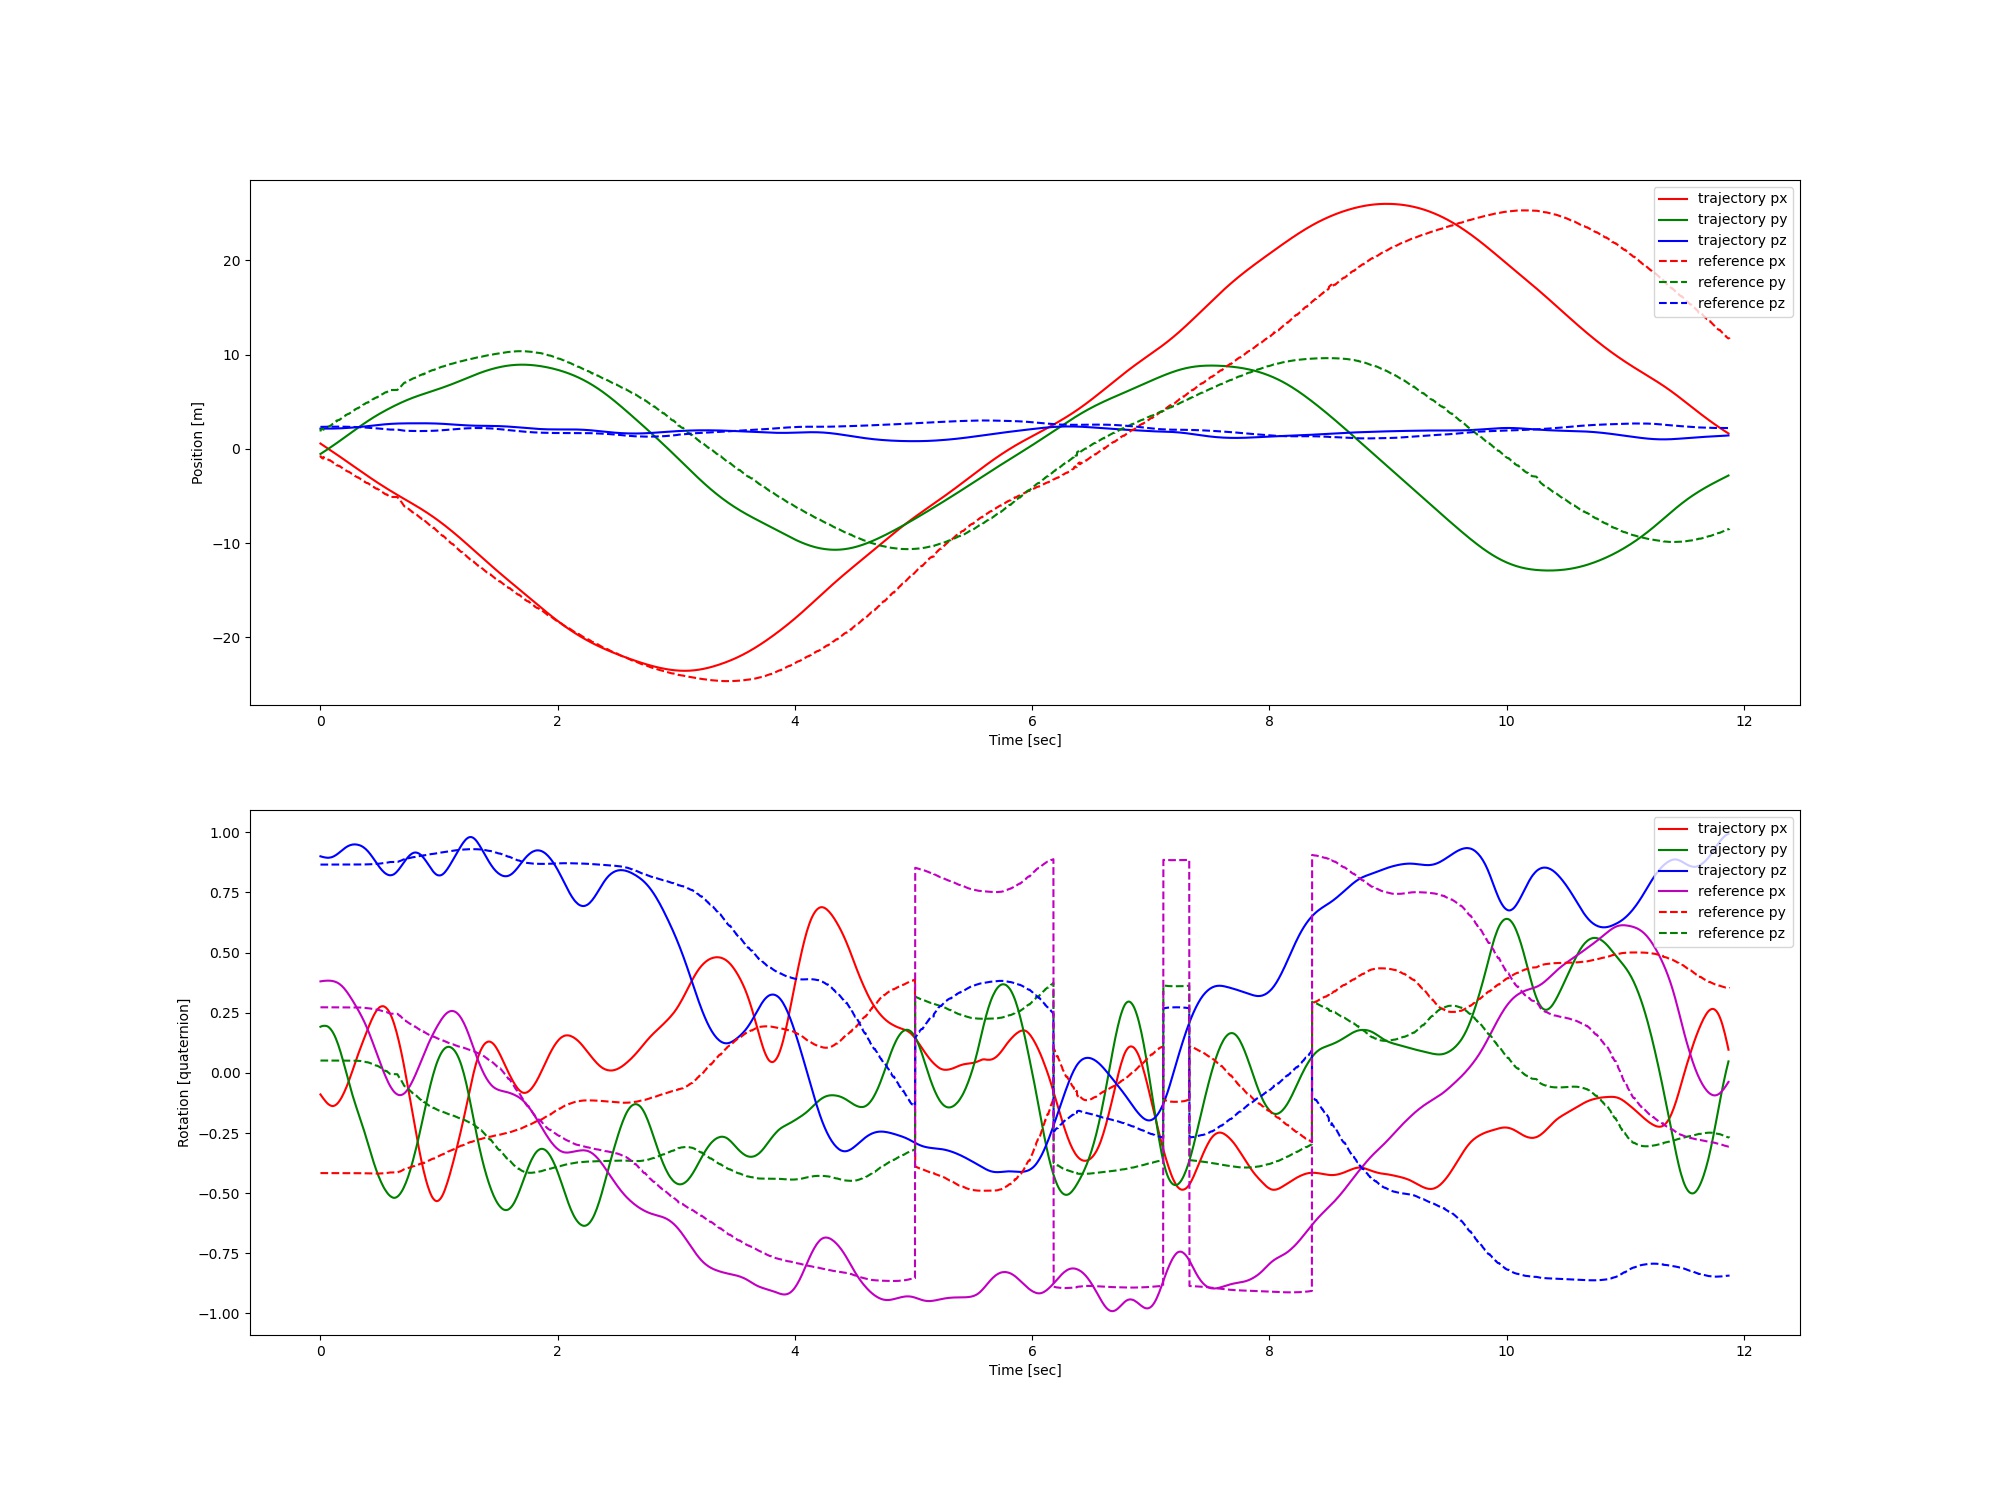 20
10
0
−10
−20
Position [m]
0 2 4 6 8 10 12
Time [sec]
trajectory px
trajectory py
trajectory pz
reference px
reference py
reference pz
1.00
0.75
0.50
0.25
0.00
−0.25
−0.50
−0.75
−1.00
Rotation [quaternion]
0 2 4 6 8 10 12
Time [sec]
trajectory px
trajectory py
trajectory pz
reference px
reference py
reference pz